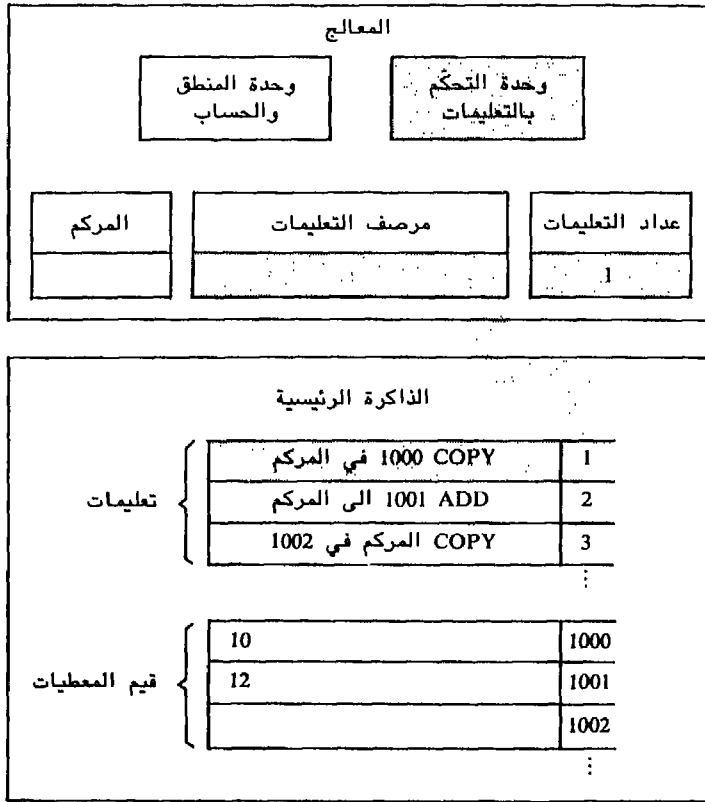 المعالج
وحدة التحكّم
بالتعليمات
وحدة المنطق
والحساب
عداد التعليمات
1
مرصف التعليمات
المركم
الذاكرة الرئيسية
تعليمات
1
1000 COPY في المركم
2
1001 ADD الى المركم
3
COPY المركم في 1002
⋮
قيم المعطيات
1000
10
1001
12
1002
⋮